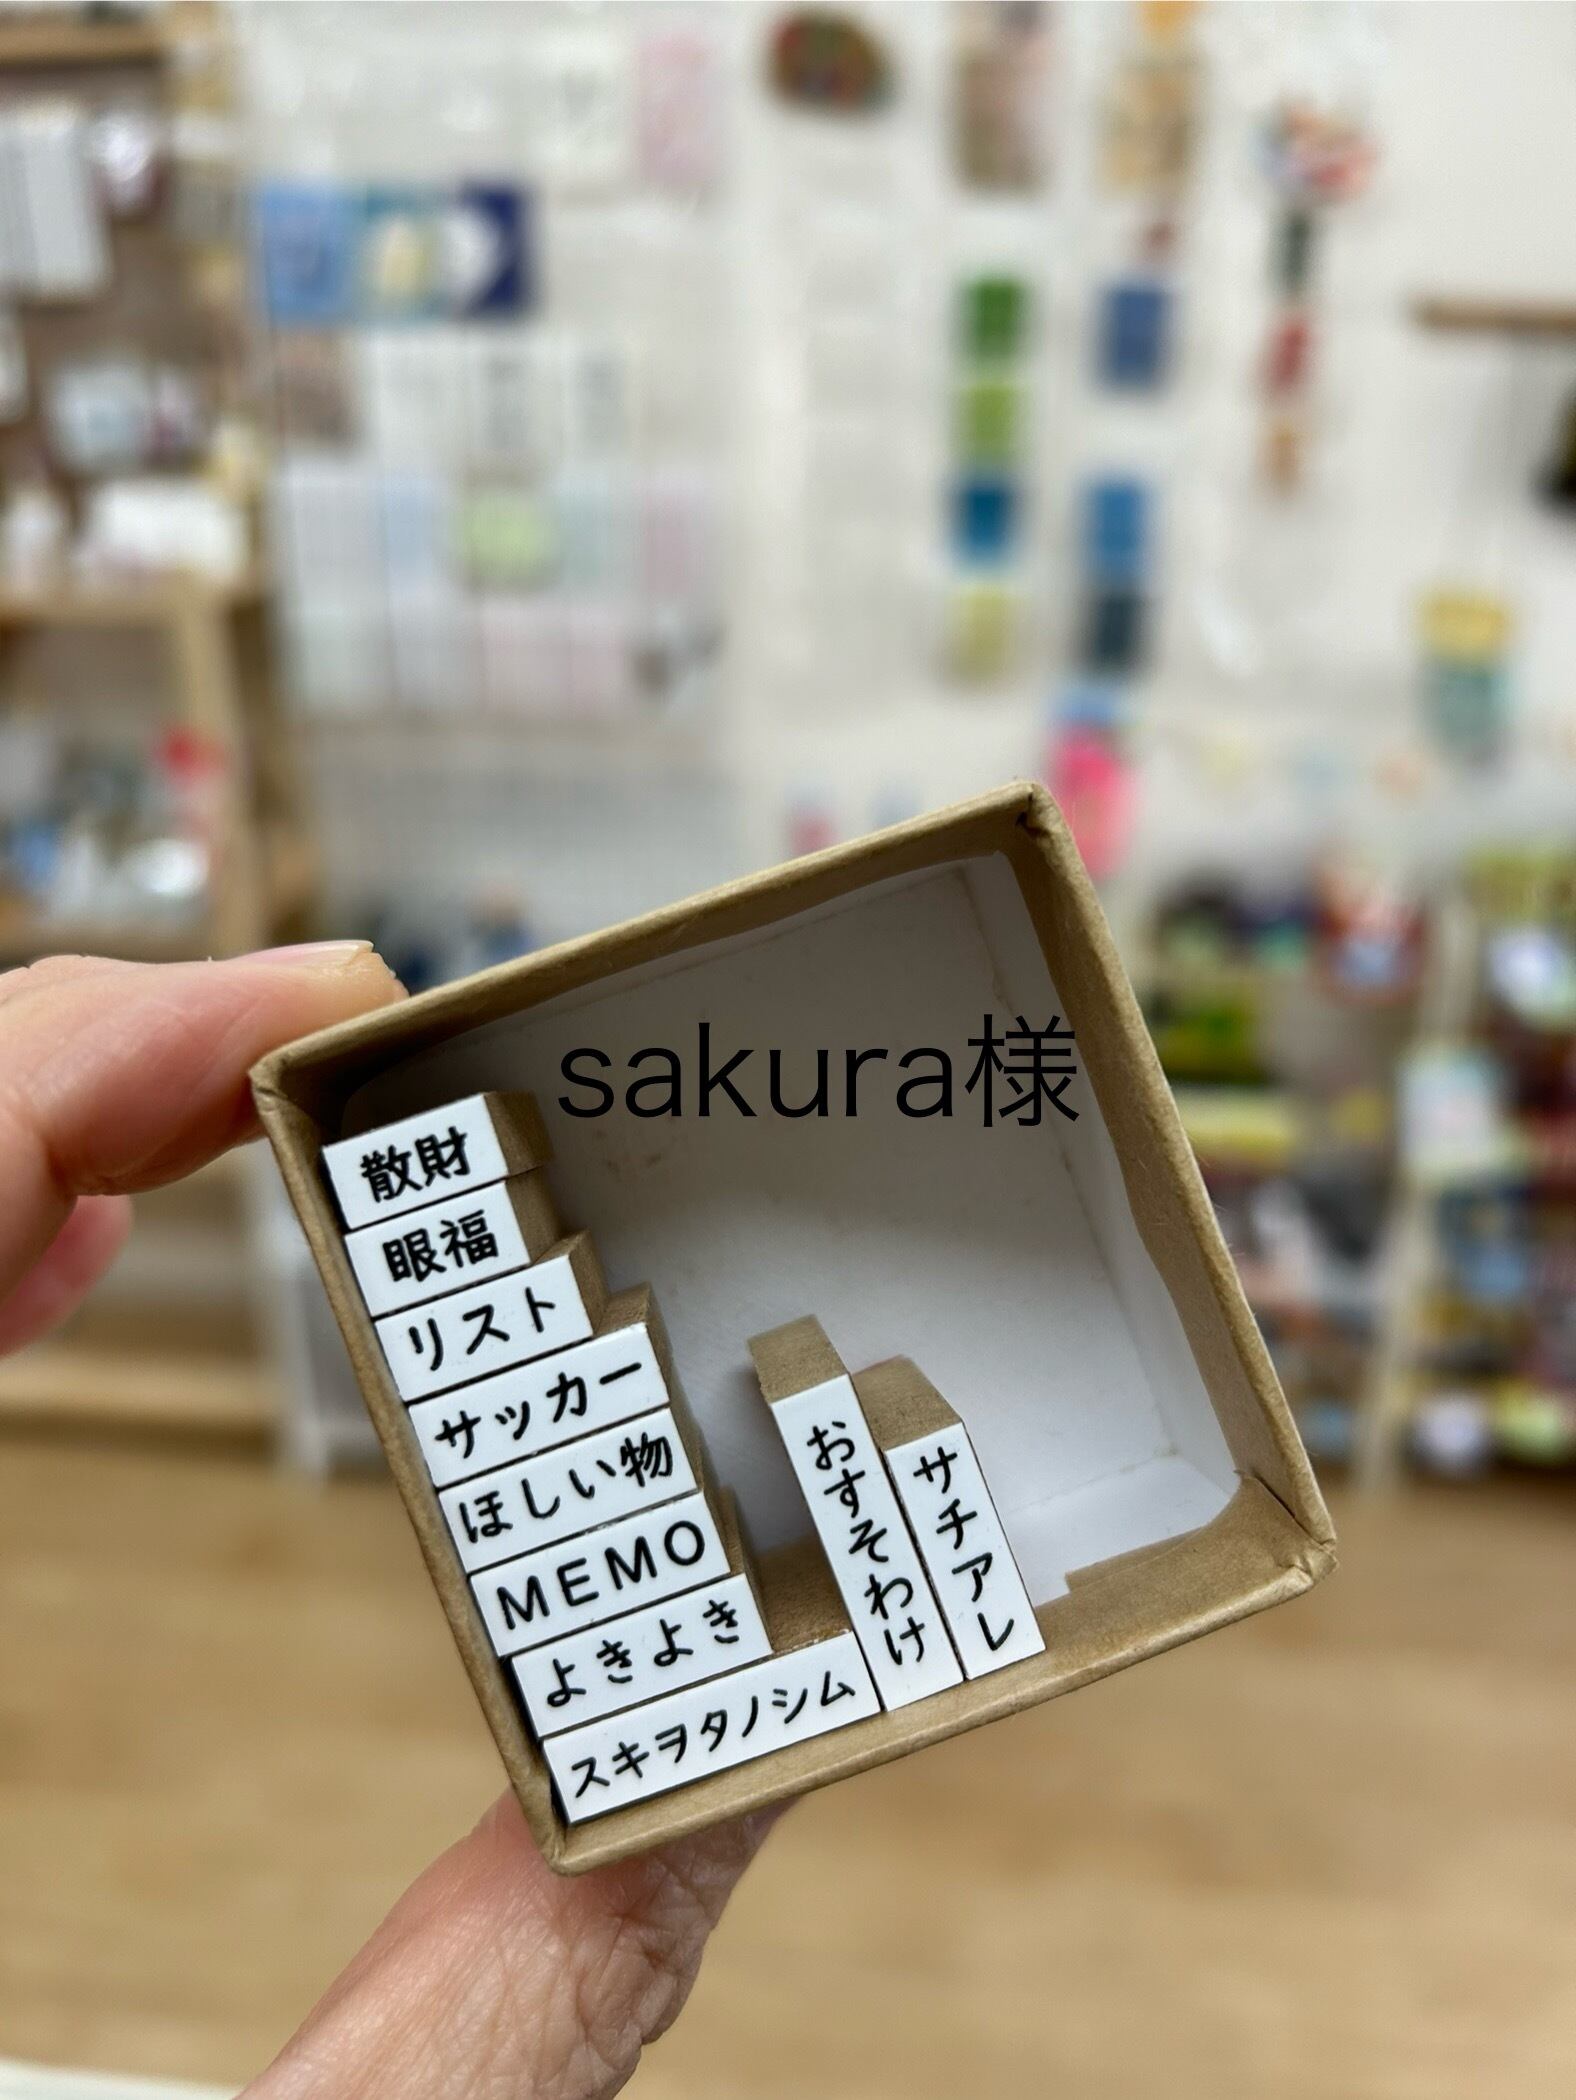 sakura様
散財
眼福
リスト
サッカー
ほしい物
MEMO
よきよき
スキヲタノシム
おすそわけ
サチアレ